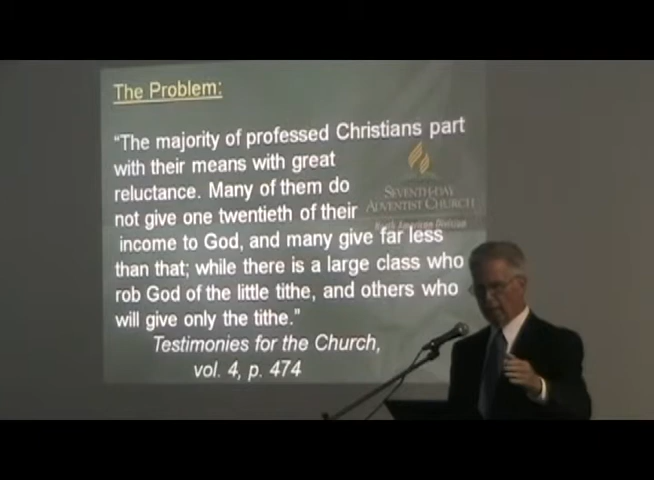 The Problem:
"The majority of professed Christians part
with their means with great
reluctance. Many of them do
not give one twentieth of their
income to God, and many give far less
than that; while there is a large class who
rob God of the little tithe, and others who
will give only the tithe."
Testimonies for the Church,
vol. 4, p. 474
SEVENTH-DAY
ADVENTIST CHURCH
North American Division